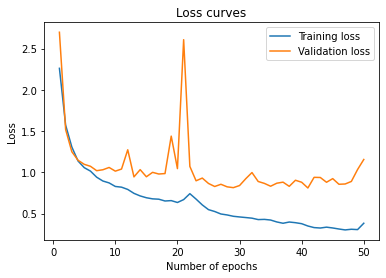 Loss curves
Training loss
Validation loss
2.5
2.0
1.5
1.0
0.5
Loss
0 10 20 30 40 50
Number of epochs